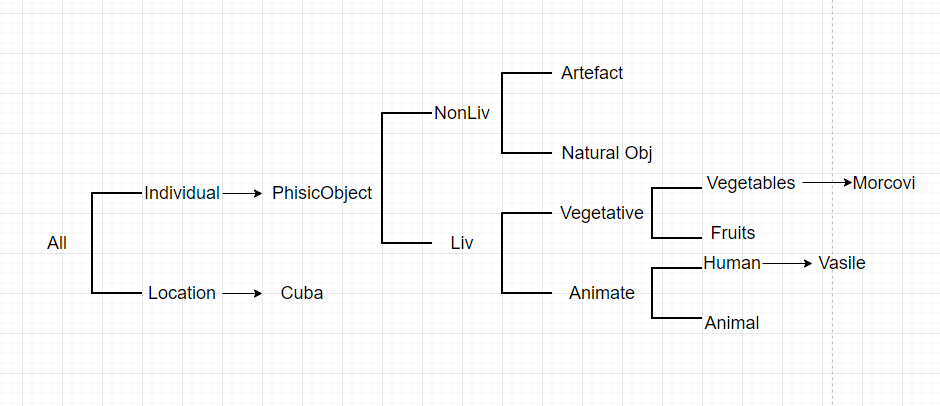 Artefact
NonLiv
Natural Obj
Individual
PhisicObject
Vegetables
Morcovi
Vegetative
Fruits
All
Liv
Human
Vasile
Location
Cuba
Animate
Animal